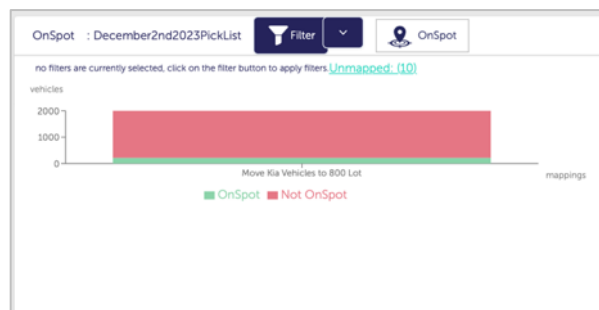 OnSpot : December2nd2023PickList Filter OnSpot
no filters are currently selected, click on the filter button to apply filters. Unmapped: (10)
vehicles
2000
1000
0
Move Kia Vehicles to 800 Lot
mappings
OnSpot Not OnSpot